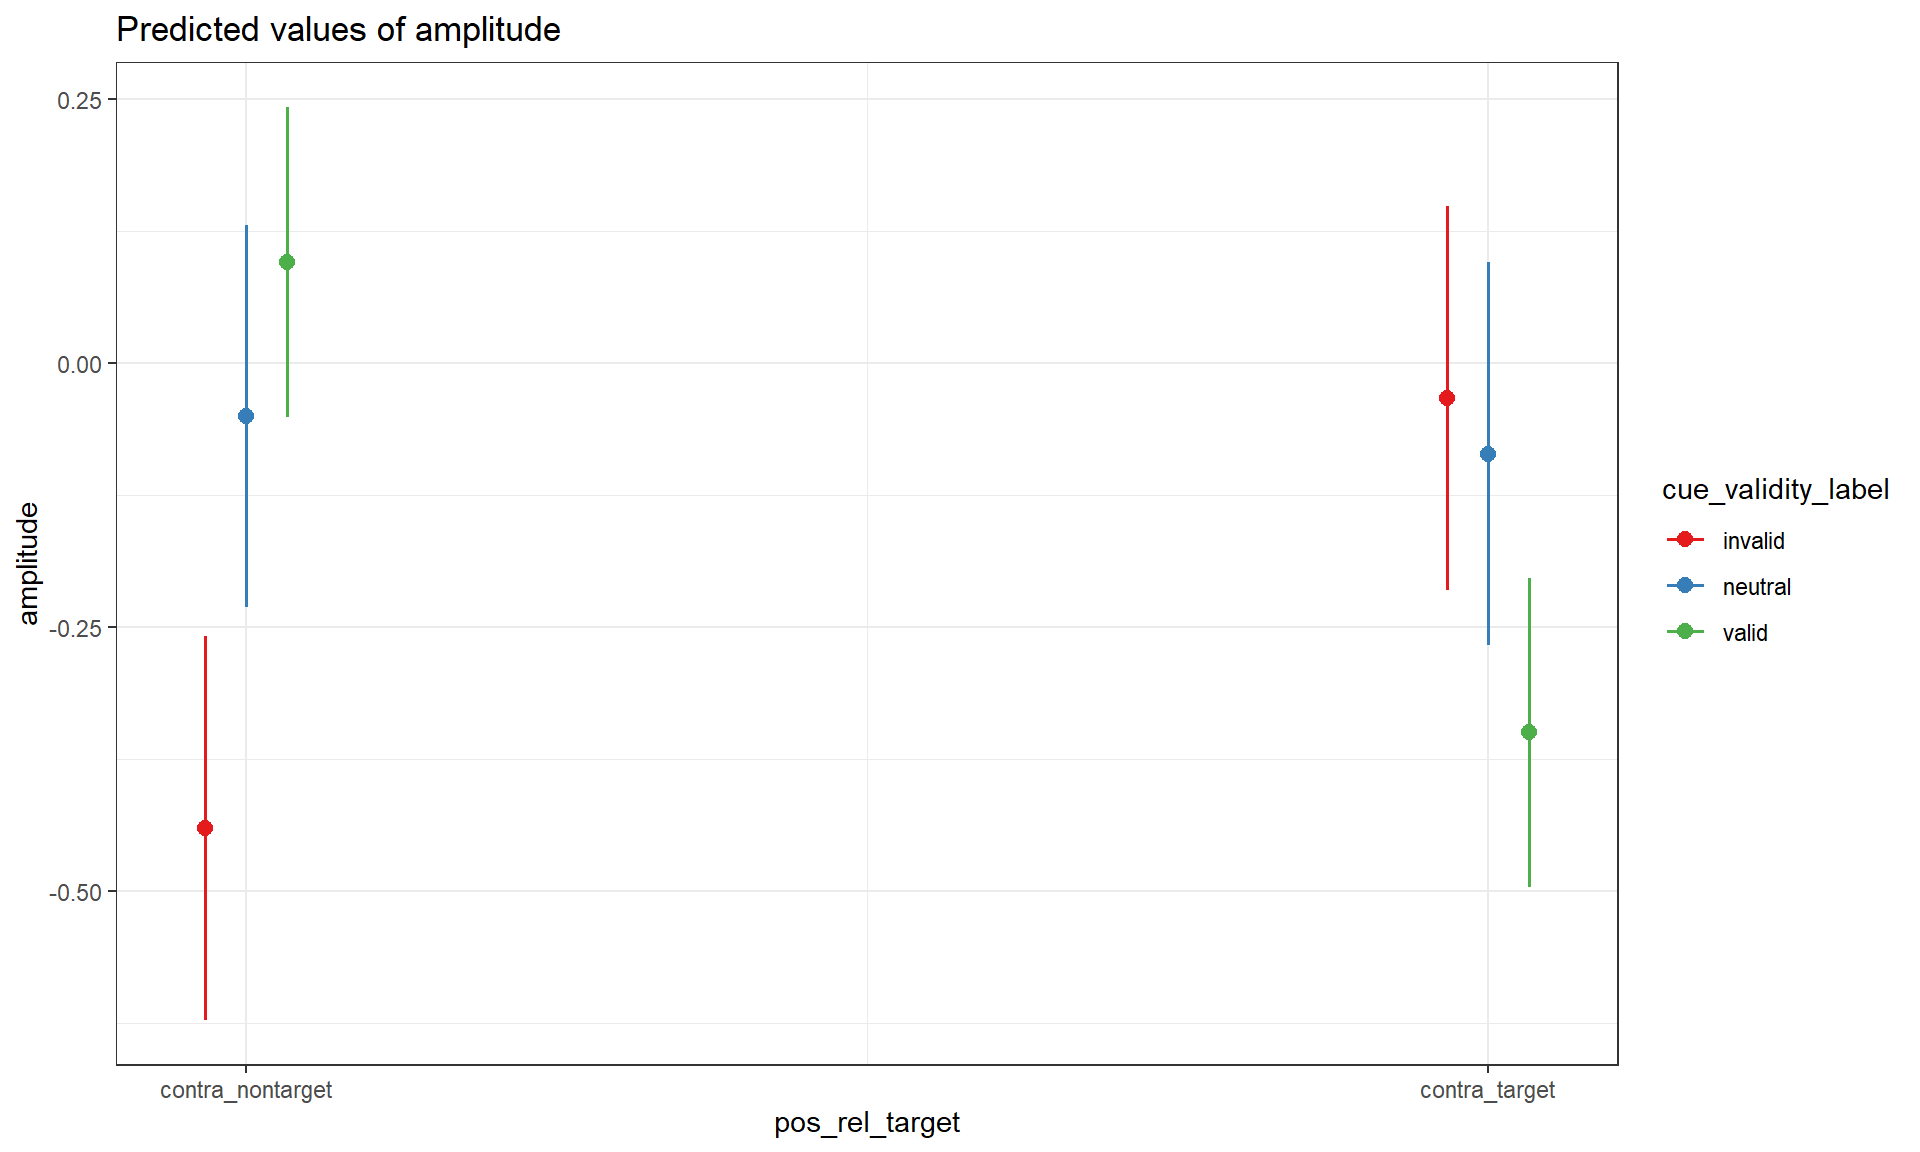 Predicted values of amplitude
0.25
0.00
-0.25
-0.50
amplitude
contra_nontarget
contra_target
pos_rel_target
cue_validity_label
invalid
neutral
valid